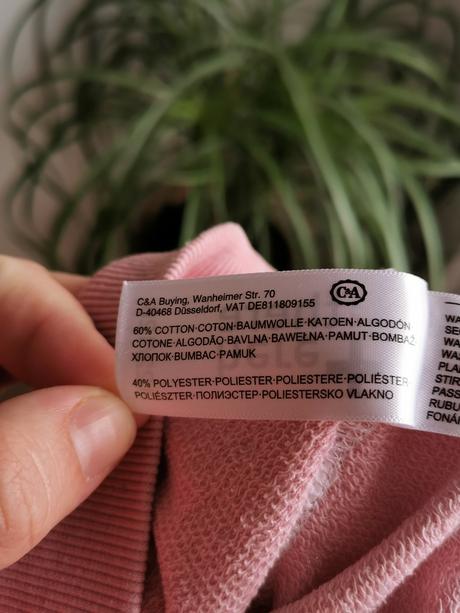 C&A Buying, Wanheimer Str. 70
D-40468 Düsseldorf, VAT DE811809155
C&A
60% COTTON·COTON·BAUMWOLLE·KATOEN·ALGODÓN
COTONE·ALGODÃO·BAVLNA·BAWEŁNA·PAMUT·BOMBAŽ
ХЛОПОК·BUMBAC·PAMUK
40% POLYESTER·POLIESTER·POLIESTERE·POLIÉSTER
POLIÉSZTER·ПОЛИЭСТЕР·POLIESTERSKO VLAKNO